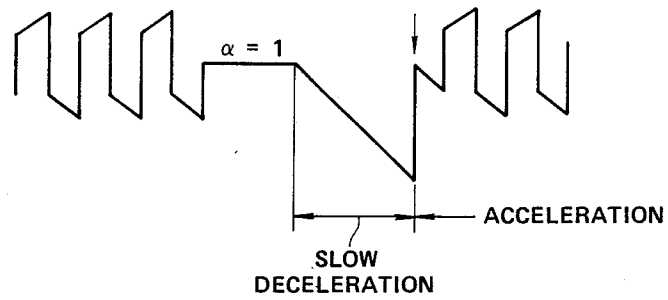 α = 1
ACCELERATION
SLOW
DECELERATION